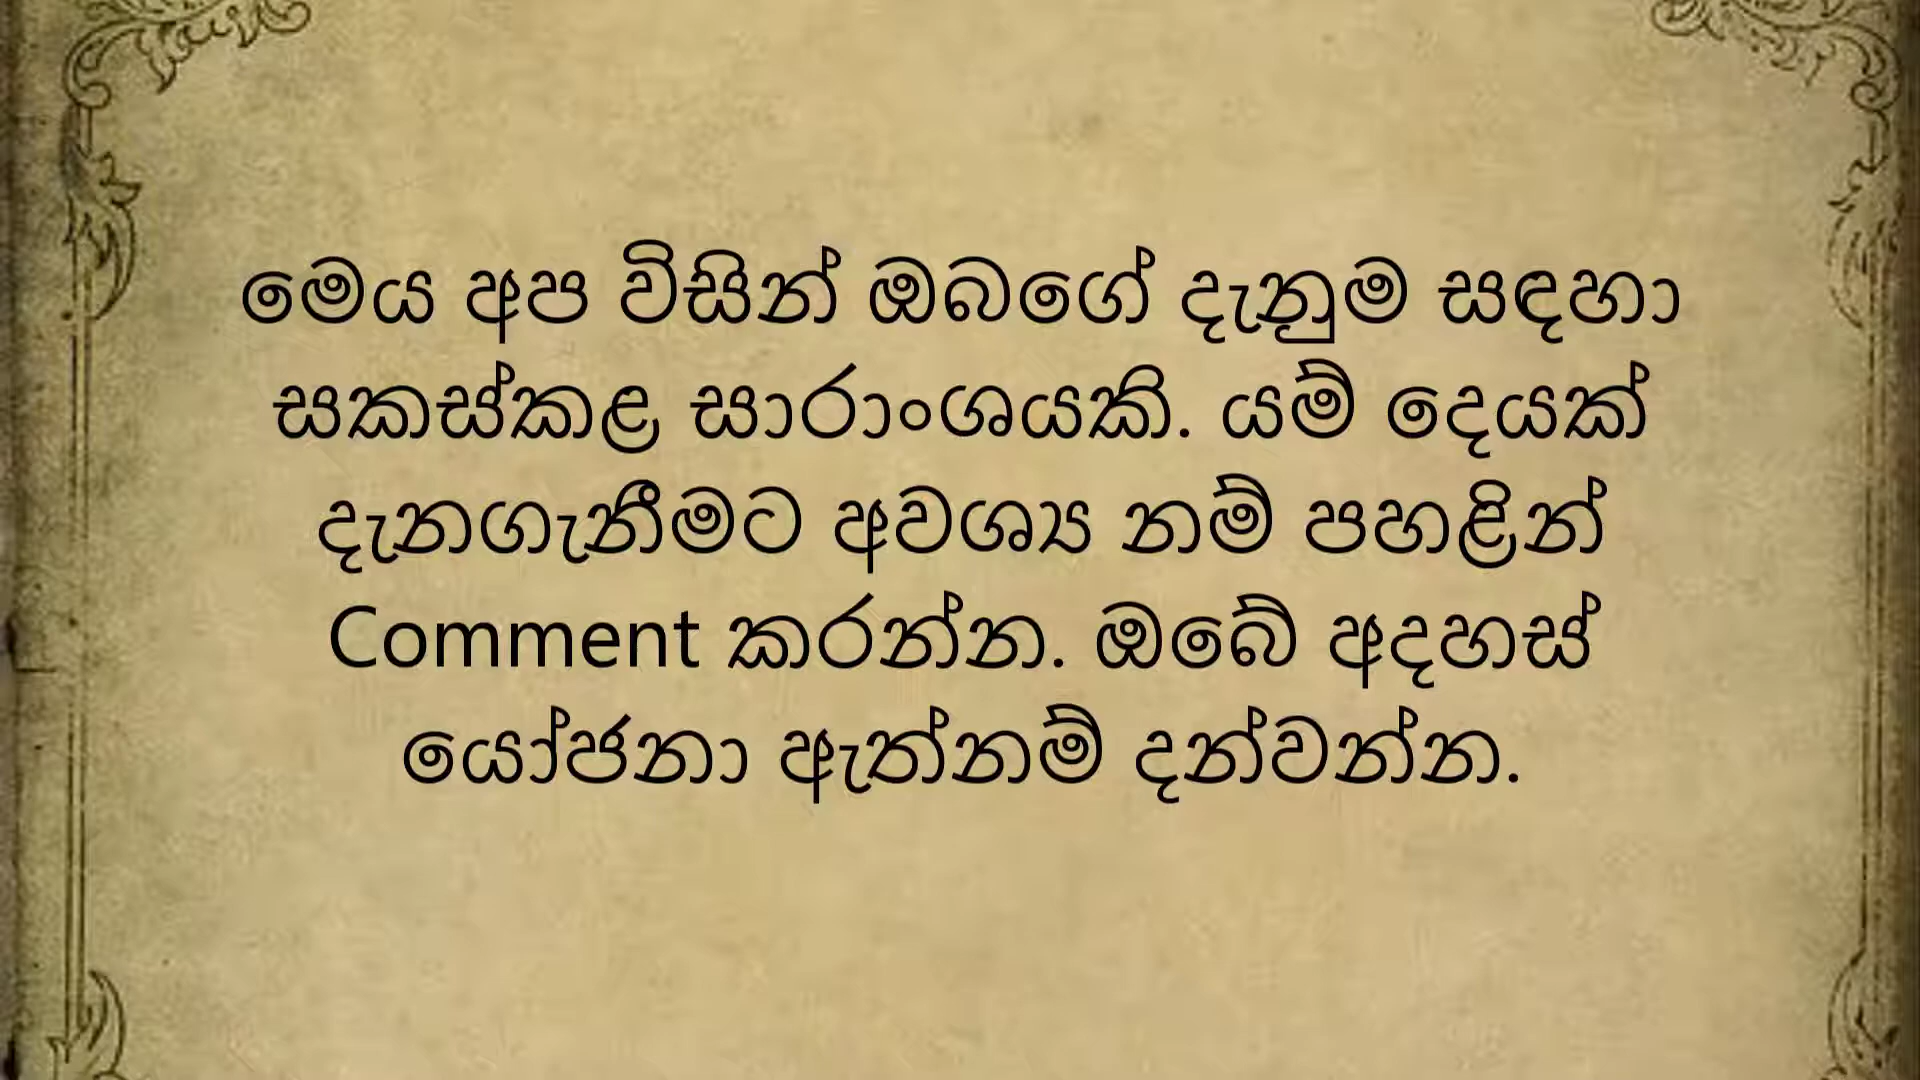 මෙය අප විසින් ඔබගේ දැනුම සඳහා
සකස්කළ සාරාංශයකි. යම් දෙයක්
දැනගැනීමට අවශ්‍ය නම් පහළින්
Comment කරන්න. ඔබේ අදහස්
යෝජනා ඇත්නම් දන්වන්න.